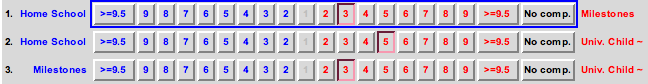 1. Home School >=9.5 9 8 7 6 5 4 3 2 1 2 3 4 5 6 7 8 9 >=9.5 No comp. Milestones
2. Home School >=9.5 9 8 7 6 5 4 3 2 1 2 3 4 5 6 7 8 9 >=9.5 No comp. Univ. Child ~
3. Milestones >=9.5 9 8 7 6 5 4 3 2 1 2 3 4 5 6 7 8 9 >=9.5 No comp. Univ. Child ~